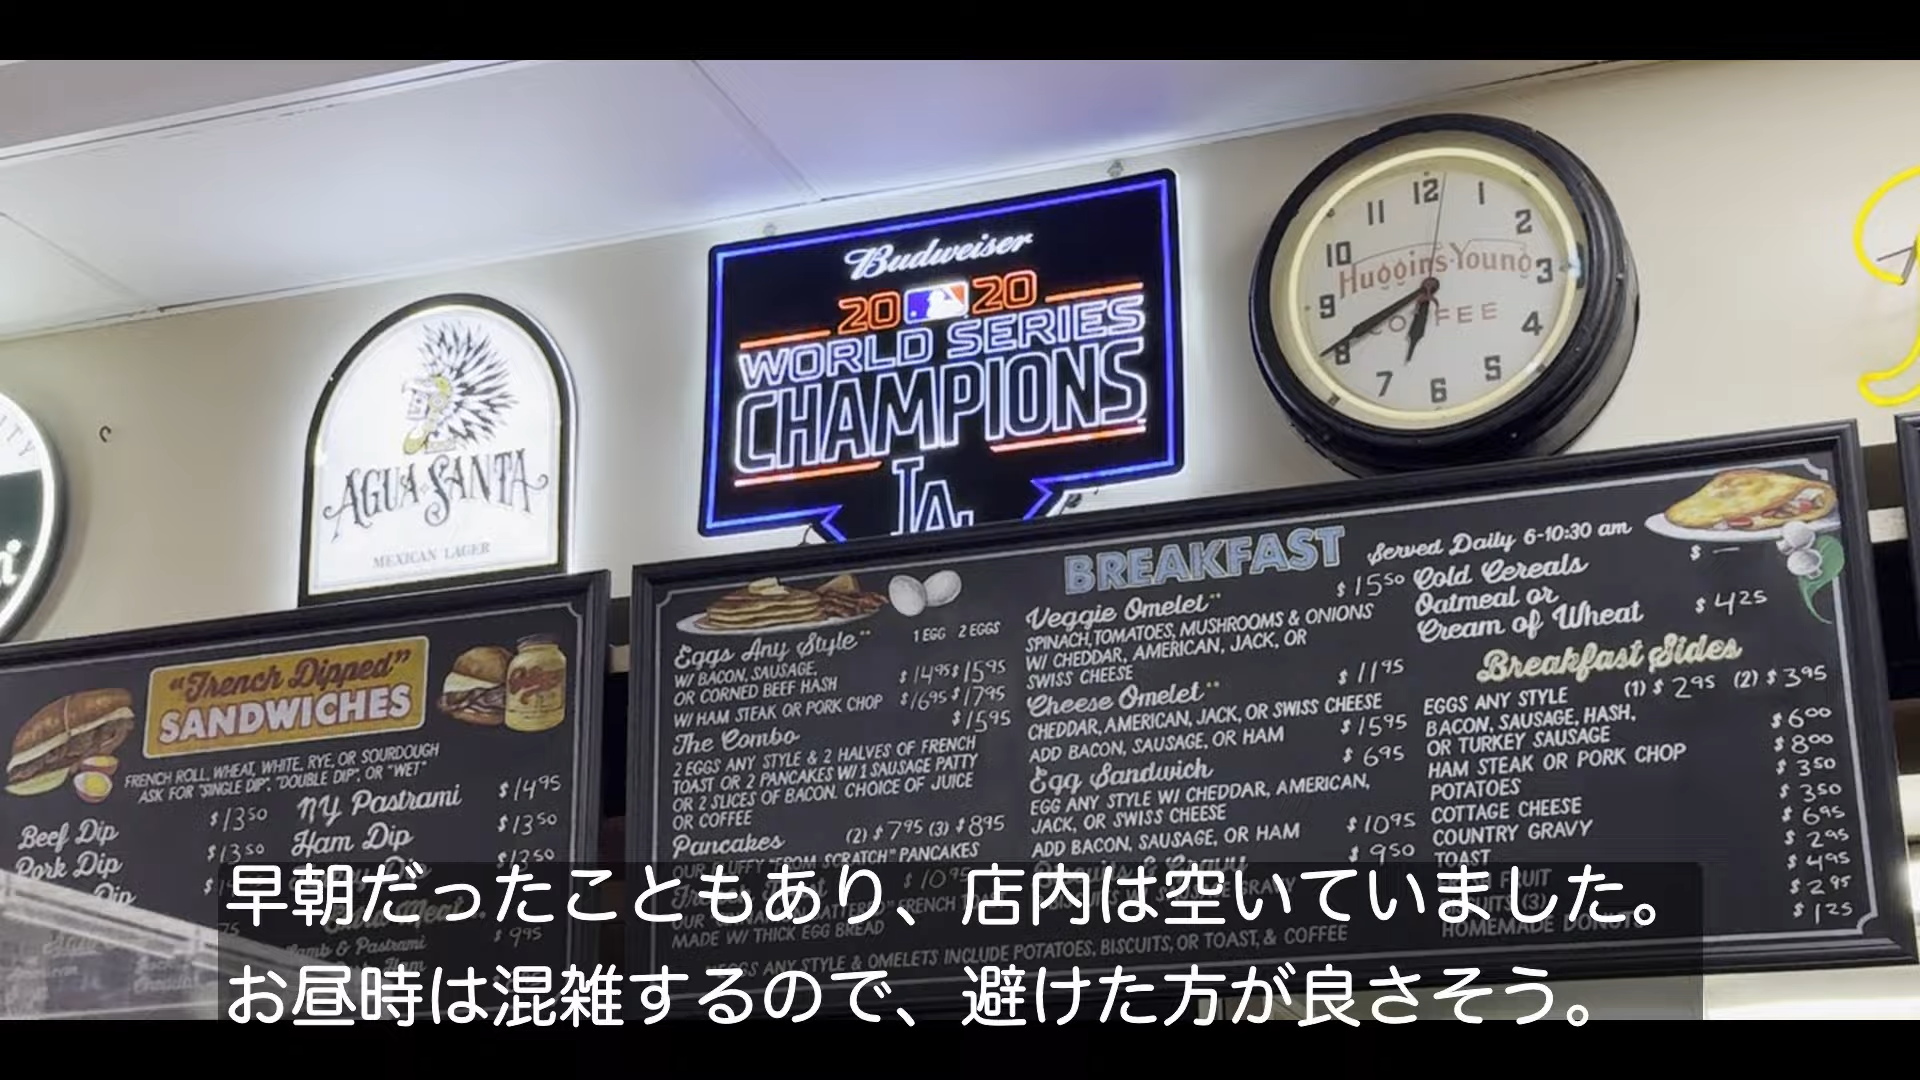 Budweiser
2020
WORLD SERIES
CHAMPIONS
LA
12
1
2
3
4
5
6
7
8
9
10
11
Huggins-Young
COFFEE
AGUA SANTA
MEXICAN LAGER
"French Dipped"
SANDWICHES
FRENCH ROLL, WHEAT, WHITE, RYE, OR SOURDOUGH
ASK FOR "SINGLE DIP", "DOUBLE DIP", OR "WET"
Beef Dip $13.50
Pork Dip $13.50
Dip
NY Pastrami $14.95
Ham Dip $13.50
$13.50
$9.95
BREAKFAST Served Daily 6-10:30 am
Eggs Any Style" 1 EGG 2 EGGS
W/ BACON, SAUSAGE,
OR CORNED BEEF HASH $14.95 $15.95
W/ HAM STEAK OR PORK CHOP $16.95 $17.95
The Combo $15.95
2 EGGS ANY STYLE & 2 HALVES OF FRENCH
TOAST OR 2 PANCAKES W/ 1 SAUSAGE PATTY
OR 2 SLICES OF BACON. CHOICE OF JUICE
OR COFFEE
Pancakes (2) $7.95 (3) $8.95
OUR FLUFFY "FROM SCRATCH" PANCAKES
MADE W/ THICK EGG BREAD
Veggie Omelet" $15.50
SPINACH, TOMATOES, MUSHROOMS & ONIONS
W/ CHEDDAR, AMERICAN, JACK, OR
SWISS CHEESE
Cheese Omelet" $11.95
CHEDDAR, AMERICAN, JACK, OR SWISS CHEESE
ADD BACON, SAUSAGE, OR HAM $15.95
Egg Sandwich $6.95
EGG ANY STYLE W/ CHEDDAR, AMERICAN,
JACK, OR SWISS CHEESE
ADD BACON, SAUSAGE, OR HAM $10.95
Biscuits & Gravy $9.50
Cold Cereals $ —
Oatmeal or
Cream of Wheat $4.25
Breakfast Sides
EGGS ANY STYLE (1) $2.95 (2) $3.95
BACON, SAUSAGE, HASH,
OR TURKEY SAUSAGE $6.00
HAM STEAK OR PORK CHOP $8.00
POTATOES $3.50
COTTAGE CHEESE $3.50
COUNTRY GRAVY $6.95
TOAST $2.95
FRUIT $4.95
BISCUITS (3) $2.95
HOMEMADE DONUTS $1.25
EGGS ANY STYLE & OMELETS INCLUDE POTATOES, BISCUITS, OR TOAST, & COFFEE
早朝だったこともあり、店内は空いていました。
お昼時は混雑するので、避けた方が良さそう。